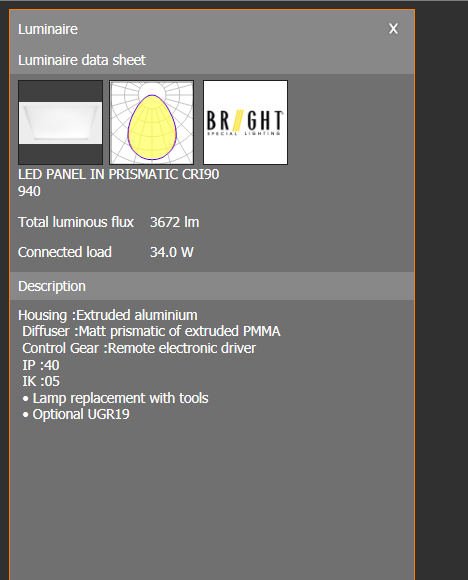 Luminaire X
Luminaire data sheet
BRIGHT
SPECIAL LIGHTING
LED PANEL IN PRISMATIC CRI90
940
Total luminous flux 3672 lm
Connected load 34.0 W
Description
Housing :Extruded aluminium
Diffuser :Matt prismatic of extruded PMMA
Control Gear :Remote electronic driver
IP :40
IK :05
• Lamp replacement with tools
• Optional UGR19